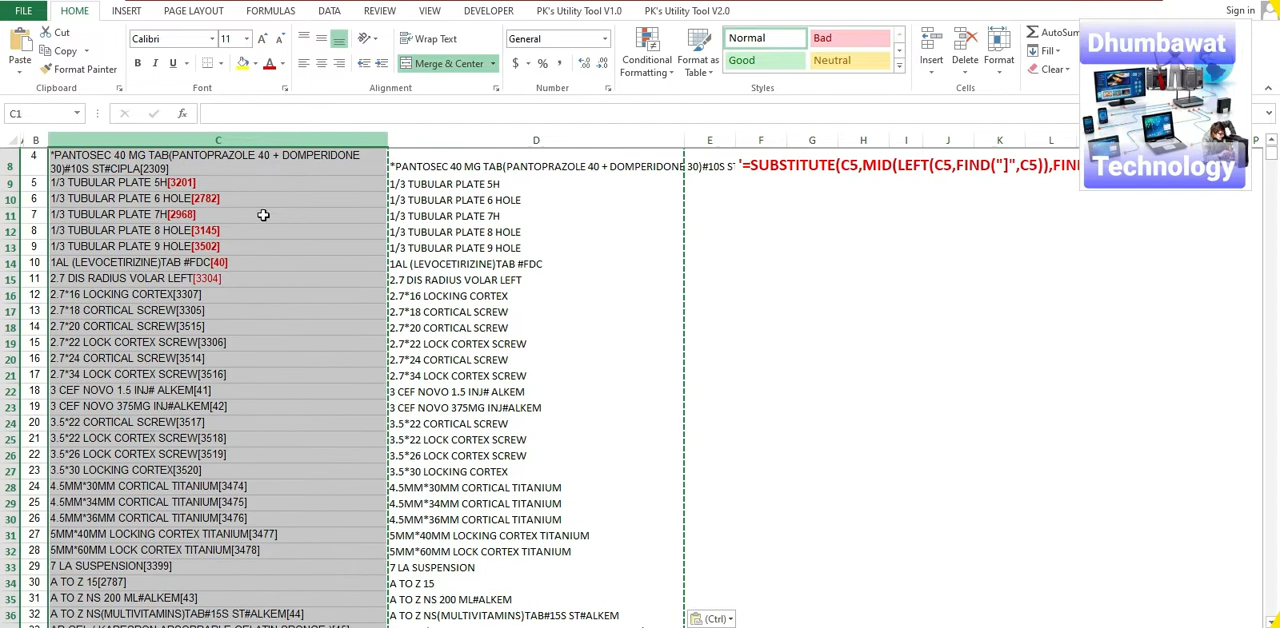 FILE HOME INSERT PAGE LAYOUT FORMULAS DATA REVIEW VIEW DEVELOPER PK's Utility Tool V1.0 PK's Utility Tool V2.0 Sign in
Cut
Copy
Format Painter
Paste
Clipboard
Calibri 11
B I U
Font
Wrap Text
Merge & Center
Alignment
General
$ % ,
Number
Conditional Formatting
Format as Table
Normal Bad
Good Neutral
Styles
Insert Delete Format
Cells
AutoSum
Fill
Clear
Dhumbawat
Technology
C1 fx
B C D E F G H I J K L P
8 4 *PANTOSEC 40 MG TAB(PANTOPRAZOLE 40 + DOMPERIDONE
30)#10S ST#CIPLA[2309] *PANTOSEC 40 MG TAB(PANTOPRAZOLE 40 + DOMPERIDONE 30)#10S ST '=SUBSTITUTE(C5,MID(LEFT(C5,FIND("]",C5)),FIN
9 5 1/3 TUBULAR PLATE 5H[3201] 1/3 TUBULAR PLATE 5H
10 6 1/3 TUBULAR PLATE 6 HOLE[2782] 1/3 TUBULAR PLATE 6 HOLE
11 7 1/3 TUBULAR PLATE 7H[2968] 1/3 TUBULAR PLATE 7H
12 8 1/3 TUBULAR PLATE 8 HOLE[3145] 1/3 TUBULAR PLATE 8 HOLE
13 9 1/3 TUBULAR PLATE 9 HOLE[3502] 1/3 TUBULAR PLATE 9 HOLE
14 10 1AL (LEVOCETIRIZINE)TAB #FDC[40] 1AL (LEVOCETIRIZINE)TAB #FDC
15 11 2.7 DIS RADIUS VOLAR LEFT[3304] 2.7 DIS RADIUS VOLAR LEFT
16 12 2.7*16 LOCKING CORTEX[3307] 2.7*16 LOCKING CORTEX
17 13 2.7*18 CORTICAL SCREW[3305] 2.7*18 CORTICAL SCREW
18 14 2.7*20 CORTICAL SCREW[3515] 2.7*20 CORTICAL SCREW
19 15 2.7*22 LOCK CORTEX SCREW[3306] 2.7*22 LOCK CORTEX SCREW
20 16 2.7*24 CORTICAL SCREW[3514] 2.7*24 CORTICAL SCREW
21 17 2.7*34 LOCK CORTEX SCREW[3516] 2.7*34 LOCK CORTEX SCREW
22 18 3 CEF NOVO 1.5 INJ# ALKEM[41] 3 CEF NOVO 1.5 INJ# ALKEM
23 19 3 CEF NOVO 375MG INJ#ALKEM[42] 3 CEF NOVO 375MG INJ#ALKEM
24 20 3.5*22 CORTICAL SCREW[3517] 3.5*22 CORTICAL SCREW
25 21 3.5*22 LOCK CORTEX SCREW[3518] 3.5*22 LOCK CORTEX SCREW
26 22 3.5*26 LOCK CORTEX SCREW[3519] 3.5*26 LOCK CORTEX SCREW
27 23 3.5*30 LOCKING CORTEX[3520] 3.5*30 LOCKING CORTEX
28 24 4.5MM*30MM CORTICAL TITANIUM[3474] 4.5MM*30MM CORTICAL TITANIUM
29 25 4.5MM*34MM CORTICAL TITANIUM[3475] 4.5MM*34MM CORTICAL TITANIUM
30 26 4.5MM*36MM CORTICAL TITANIUM[3476] 4.5MM*36MM CORTICAL TITANIUM
31 27 5MM*40MM LOCKING CORTEX TITANIUM[3477] 5MM*40MM LOCKING CORTEX TITANIUM
32 28 5MM*60MM LOCK CORTEX TITANIUM[3478] 5MM*60MM LOCK CORTEX TITANIUM
33 29 7 LA SUSPENSION[3399] 7 LA SUSPENSION
34 30 A TO Z 15[2787] A TO Z 15
35 31 A TO Z NS 200 ML#ALKEM[43] A TO Z NS 200 ML#ALKEM
36 32 A TO Z NS(MULTIVITAMINS)TAB#15S ST#ALKEM[44] A TO Z NS(MULTIVITAMINS)TAB#15S ST#ALKEM
(Ctrl)